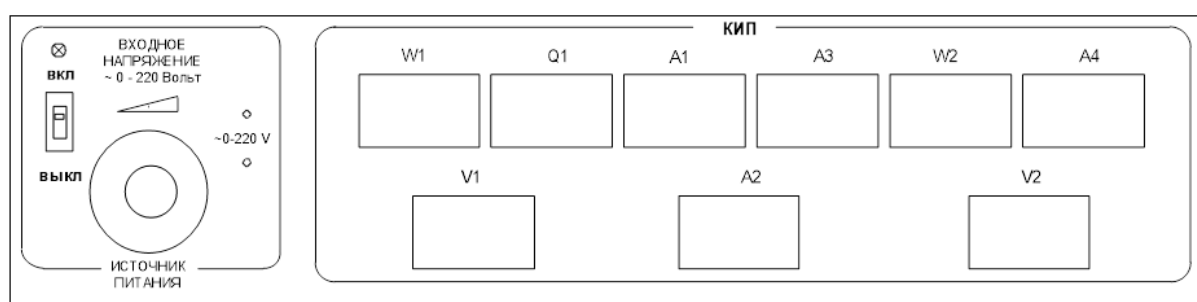 ВХОДНОЕ
НАПРЯЖЕНИЕ
~ 0 - 220 Вольт
ВКЛ
~0-220 V
ВЫКЛ
ИСТОЧНИК
ПИТАНИЯ
КИП
W1 Q1 A1 A3 W2 A4
V1 A2 V2